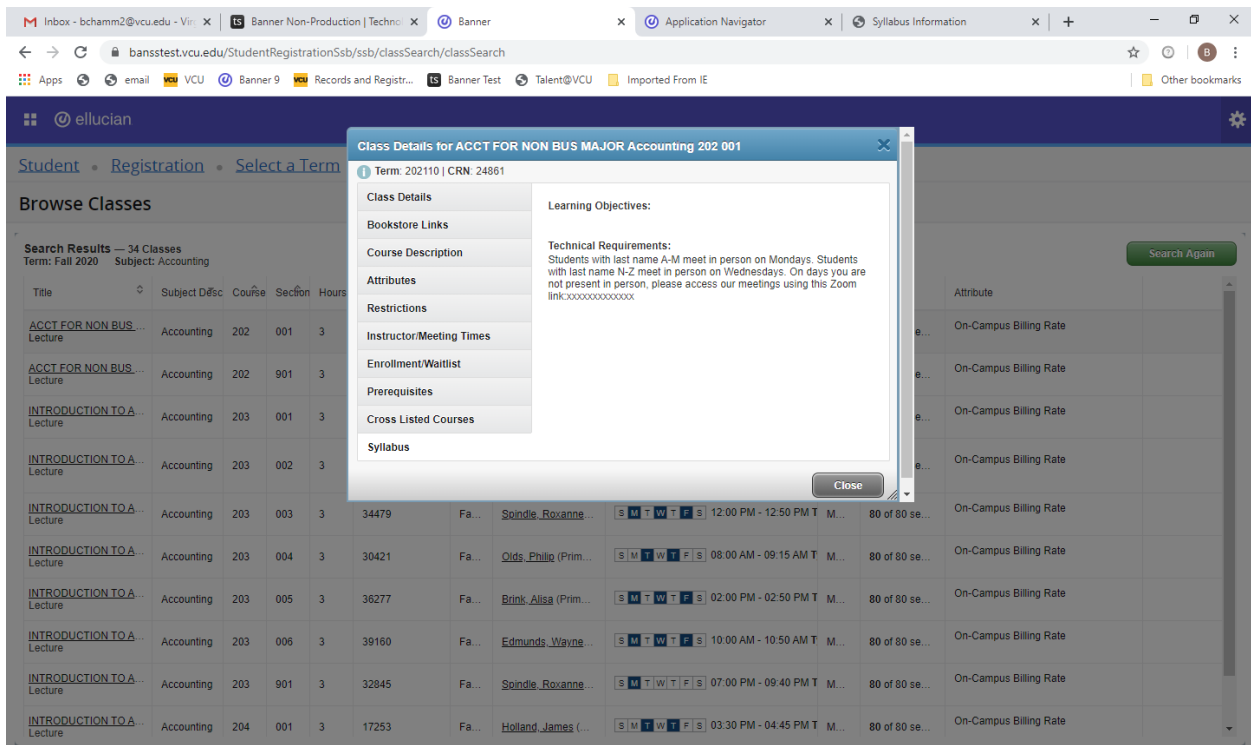 Inbox - bchamm2@vcu.edu - Vir
Banner Non-Production | Technol
Banner
Application Navigator
Syllabus Information
bansstest.vcu.edu/StudentRegistrationSsb/ssb/classSearch/classSearch
B
Apps email VCU Banner 9 Records and Registr... Banner Test Talent@VCU Imported From IE Other bookmarks
ellucian
Student Registration Select a Term
Browse Classes
Search Results — 34 Classes
Term: Fall 2020 Subject: Accounting
Search Again
Class Details for ACCT FOR NON BUS MAJOR Accounting 202 001
Term: 202110 | CRN: 24861
Class Details
Bookstore Links
Course Description
Attributes
Restrictions
Instructor/Meeting Times
Enrollment/Waitlist
Prerequisites
Cross Listed Courses
Syllabus
Learning Objectives:
Technical Requirements:
Students with last name A-M meet in person on Mondays. Students
with last name N-Z meet in person on Wednesdays. On days you are
not present in person, please access our meetings using this Zoom
link:xxxxxxxxxxxxx
Close
Title Subject Desc Course Section Hours Attribute
ACCT FOR NON BUS ... Accounting 202 001 3 e... On-Campus Billing Rate
Lecture
ACCT FOR NON BUS ... Accounting 202 901 3 e... On-Campus Billing Rate
Lecture
INTRODUCTION TO A... Accounting 203 001 3 e... On-Campus Billing Rate
Lecture
INTRODUCTION TO A... Accounting 203 002 3 e... On-Campus Billing Rate
Lecture
INTRODUCTION TO A... Accounting 203 003 3 34479 Fa... Spindle, Roxanne... S M T W T F S 12:00 PM - 12:50 PM T M... 80 of 80 se... On-Campus Billing Rate
Lecture
INTRODUCTION TO A... Accounting 203 004 3 30421 Fa... Olds, Philip (Prim... S M T W T F S 08:00 AM - 09:15 AM T M... 80 of 80 se... On-Campus Billing Rate
Lecture
INTRODUCTION TO A... Accounting 203 005 3 36277 Fa... Brink, Alisa (Prim... S M T W T F S 02:00 PM - 02:50 PM T M... 80 of 80 se... On-Campus Billing Rate
Lecture
INTRODUCTION TO A... Accounting 203 006 3 39160 Fa... Edmunds, Wayne... S M T W T F S 10:00 AM - 10:50 AM T M... 80 of 80 se... On-Campus Billing Rate
Lecture
INTRODUCTION TO A... Accounting 203 901 3 32845 Fa... Spindle, Roxanne... S M T W T F S 07:00 PM - 09:40 PM T M... 80 of 80 se... On-Campus Billing Rate
Lecture
INTRODUCTION TO A... Accounting 204 001 3 17253 Fa... Holland, James (... S M T W T F S 03:30 PM - 04:45 PM T M... 80 of 80 se... On-Campus Billing Rate
Lecture